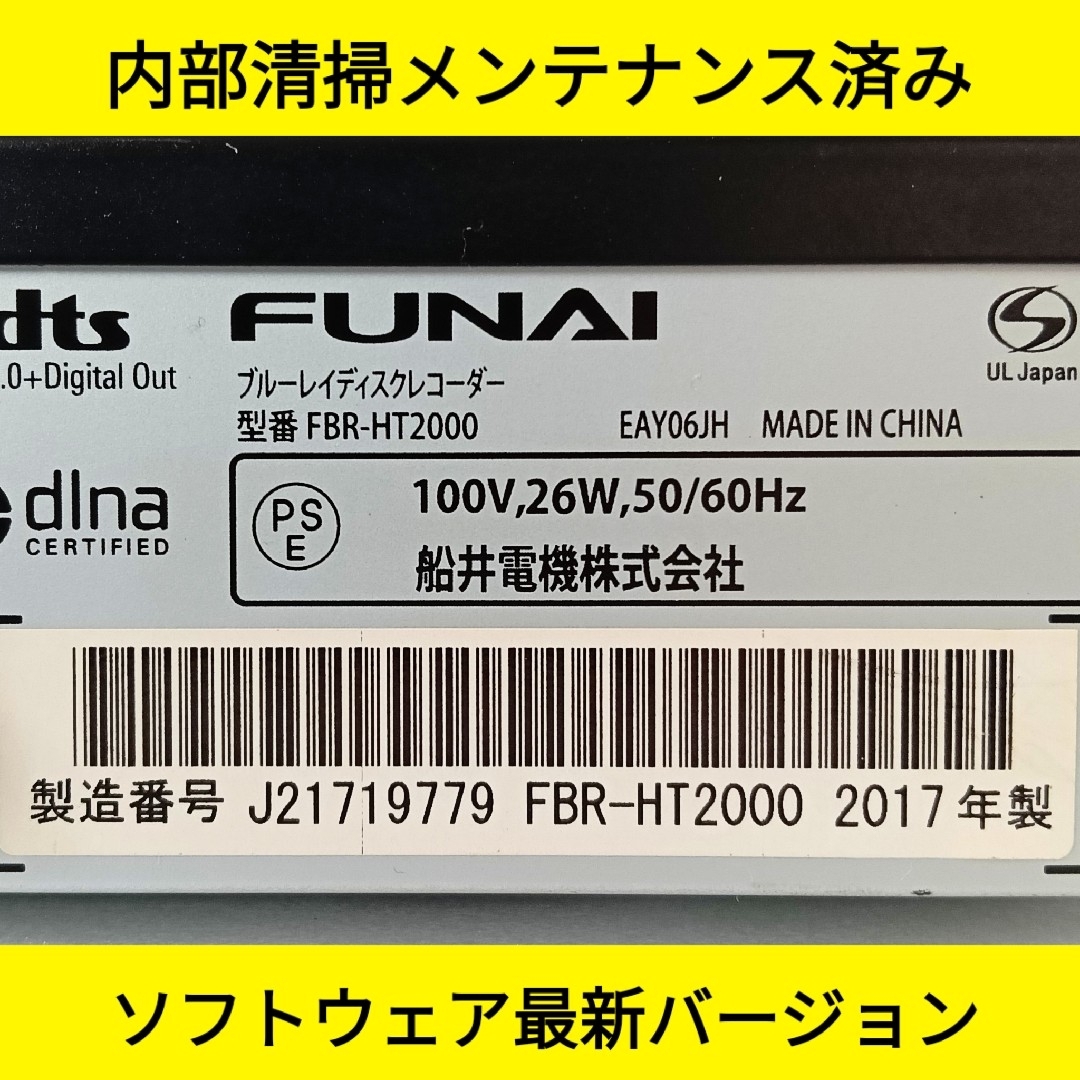 内部清掃メンテナンス済み
dts
.0+Digital Out
FUNAI
ブルーレイディスクレコーダー
型番 FBR-HT2000 EAY06JH MADE IN CHINA
UL Japan
dlna
CERTIFIED
PS
E
100V,26W,50/60Hz
船井電機株式会社
製造番号 J21719779 FBR-HT2000 2017年製
ソフトウェア最新バージョン